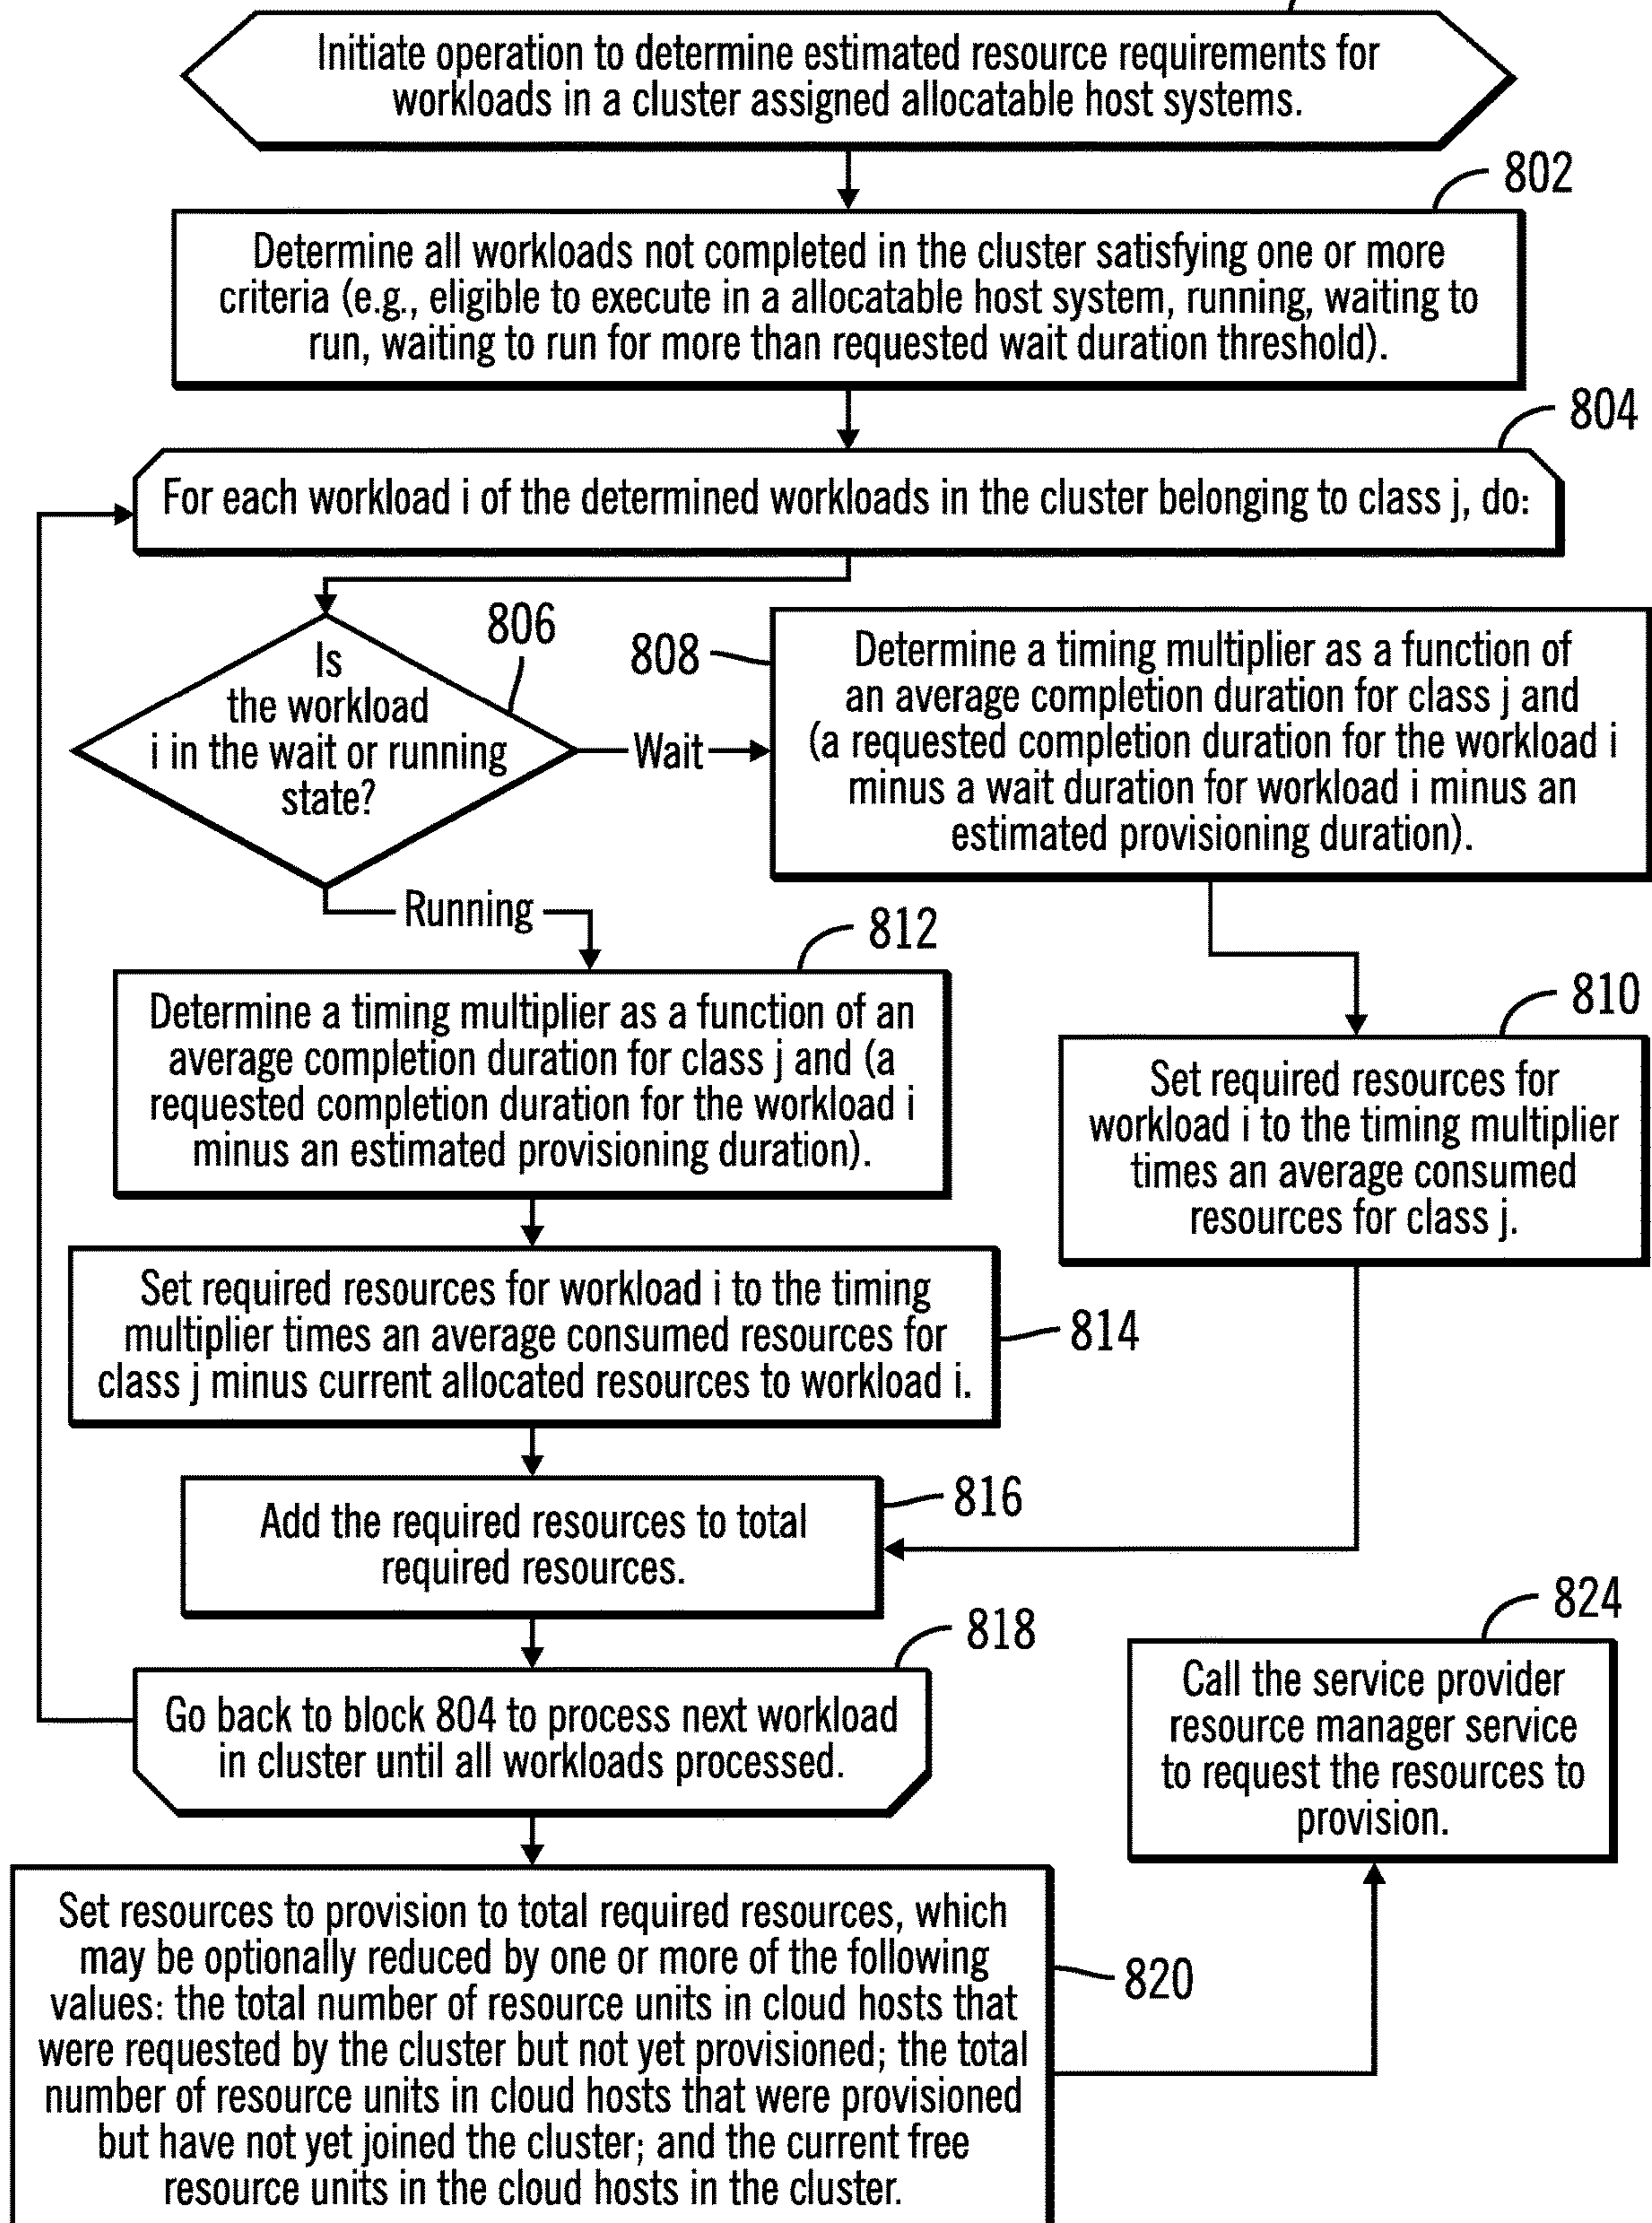 Initiate operation to determine estimated resource requirements for
workloads in a cluster assigned allocatable host systems.
802
Determine all workloads not completed in the cluster satisfying one or more
criteria (e.g., eligible to execute in a allocatable host system, running, waiting to
run, waiting to run for more than requested wait duration threshold).
804
For each workload i of the determined workloads in the cluster belonging to class j, do:
806
Is
the workload
i in the wait or running
state?
Wait
808
Determine a timing multiplier as a function of
an average completion duration for class j and
(a requested completion duration for the workload i
minus a wait duration for workload i minus an
estimated provisioning duration).
Running
812
Determine a timing multiplier as a function of an
average completion duration for class j and (a
requested completion duration for the workload i
minus an estimated provisioning duration).
810
Set required resources for
workload i to the timing multiplier
times an average consumed
resources for class j.
Set required resources for workload i to the timing
multiplier times an average consumed resources for
class j minus current allocated resources to workload i.
814
Add the required resources to total
required resources.
816
818
Go back to block 804 to process next workload
in cluster until all workloads processed.
824
Call the service provider
resource manager service
to request the resources to
provision.
Set resources to provision to total required resources, which
may be optionally reduced by one or more of the following
values: the total number of resource units in cloud hosts that
were requested by the cluster but not yet provisioned; the total
number of resource units in cloud hosts that were provisioned
but have not yet joined the cluster; and the current free
resource units in the cloud hosts in the cluster.
820